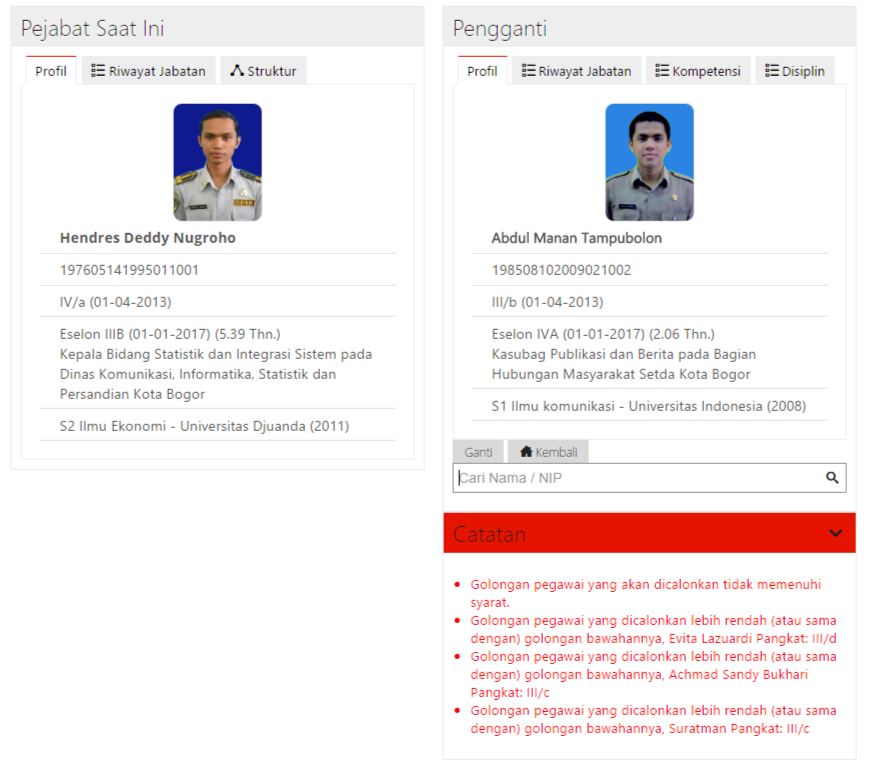 Pejabat Saat Ini
Profil
Riwayat Jabatan
Struktur
Hendres Deddy Nugroho
197605141995011001
IV/a (01-04-2013)
Eselon IIIB (01-01-2017) (5.39 Thn.)
Kepala Bidang Statistik dan Integrasi Sistem pada
Dinas Komunikasi, Informatika, Statistik dan
Persandian Kota Bogor
S2 Ilmu Ekonomi - Universitas Djuanda (2011)
Pengganti
Profil
Riwayat Jabatan
Kompetensi
Disiplin
Abdul Manan Tampubolon
198508102009021002
III/b (01-04-2013)
Eselon IVA (01-01-2017) (2.06 Thn.)
Kasubag Publikasi dan Berita pada Bagian
Hubungan Masyarakat Setda Kota Bogor
S1 Ilmu komunikasi - Universitas Indonesia (2008)
Ganti
Kembali
Cari Nama / NIP
Catatan
Golongan pegawai yang akan dicalonkan tidak memenuhi
syarat.
Golongan pegawai yang dicalonkan lebih rendah (atau sama
dengan) golongan bawahannya, Evita Lazuardi Pangkat: III/d
Golongan pegawai yang dicalonkan lebih rendah (atau sama
dengan) golongan bawahannya, Achmad Sandy Bukhari
Pangkat: III/c
Golongan pegawai yang dicalonkan lebih rendah (atau sama
dengan) golongan bawahannya, Suratman Pangkat: III/c